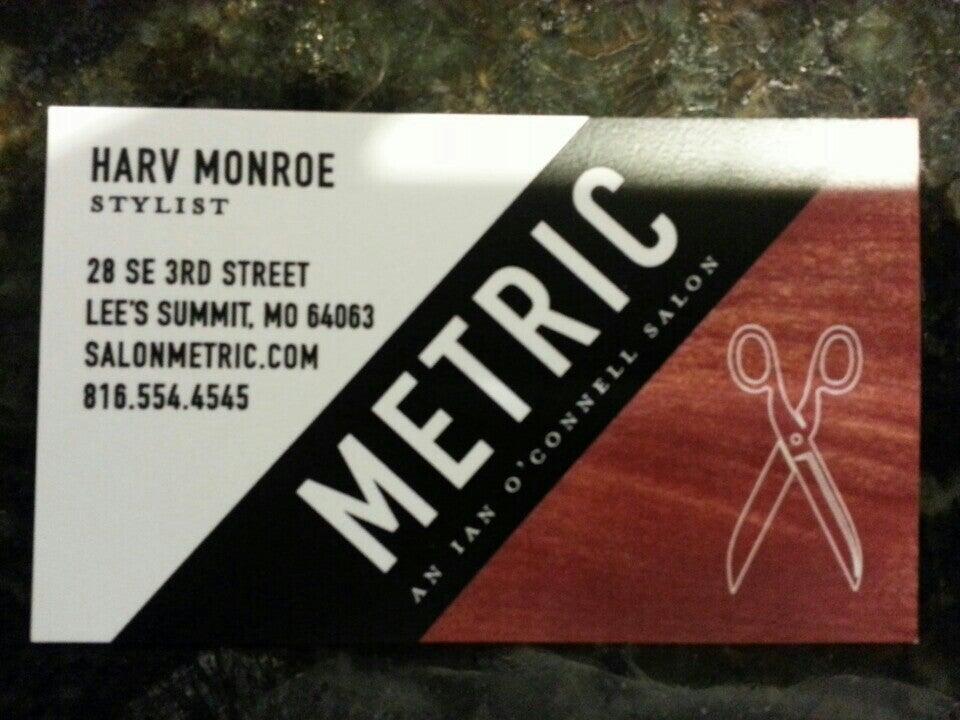 HARV MONROE
STYLIST
28 SE 3RD STREET
LEE'S SUMMIT, MO 64063
SALONMETRIC.COM
816.554.4545
METRIC
AN IAN O'CONNELL SALON